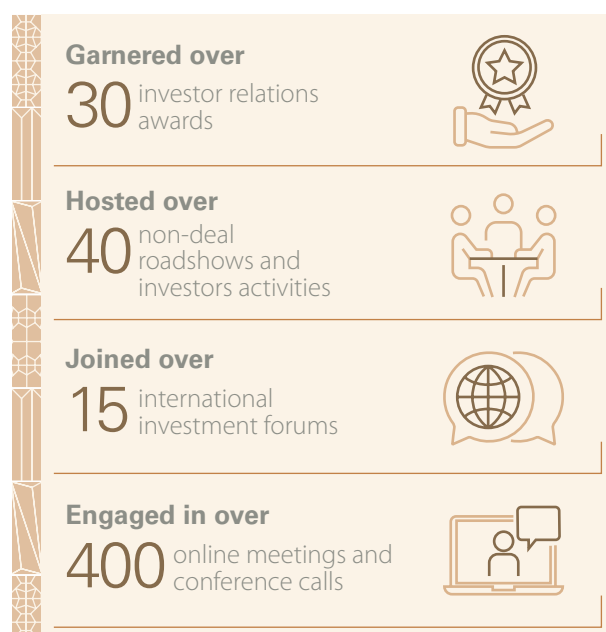 Garnered over
30 investor relations
awards
Hosted over
40 non-deal
roadshows and
investors activities
Joined over
15 international
investment forums
Engaged in over
400 online meetings and
conference calls